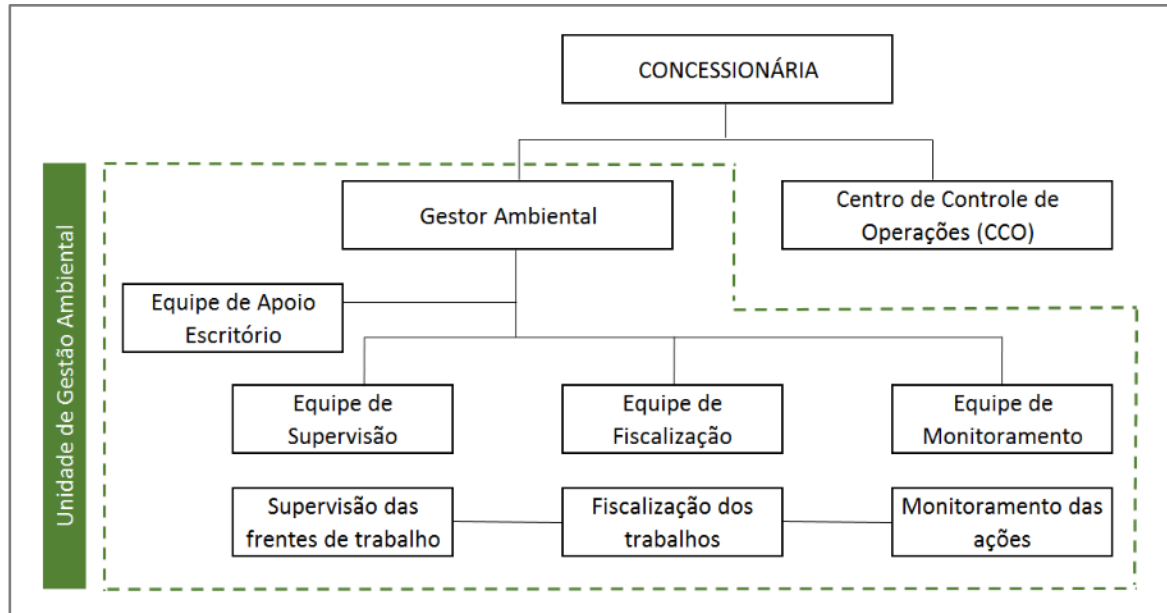 CONCESSIONÁRIA
Unidade de Gestão Ambiental
Gestor Ambiental
Centro de Controle de
Operações (CCO)
Equipe de Apoio
Escritório
Equipe de
Supervisão
Equipe de
Fiscalização
Equipe de
Monitoramento
Supervisão das
frentes de trabalho
Fiscalização dos
trabalhos
Monitoramento das
ações